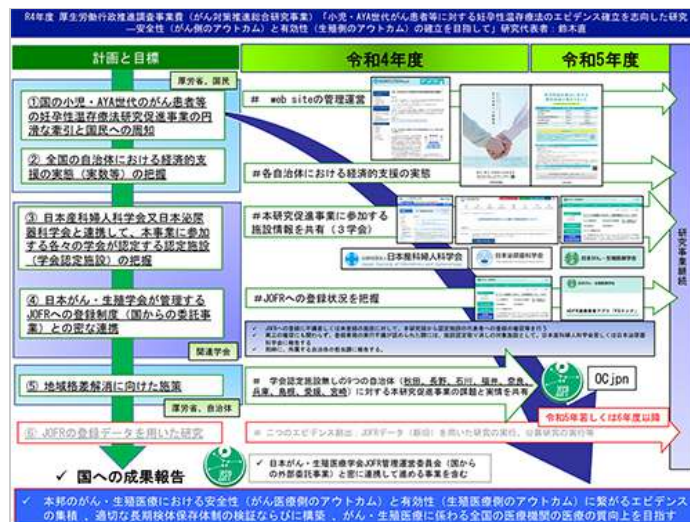 R4年度 厚生労働行政推進調査事業費（がん対策推進総合研究事業）「小児・AYA世代がん患者等に対する妊孕性温存療法のエビデンス確立を志向した研究
―安全性（がん側のアウトカム）と有効性（生殖側のアウトカム）の確立を目指して」研究代表者：鈴木直
計画と目標
令和4年度
令和5年度
厚労省、国民
①国の小児・AYA世代のがん患者等
の妊孕性温存療法研究促進事業の円
滑な牽引と国民への周知
# web siteの管理運営
② 全国の自治体における経済的支
援の実態（実数等）の把握
#各自治体における経済的支援の実態
③ 日本産科婦人科学会又日本泌尿
器科学会と連携して、本事業に参加
する各々の学会が認定する認定施設
（学会認定施設）の把握
#本研究促進事業に参加する
施設情報を共有（3学会）
日本産科婦人科学会
日本泌尿器科学会
日本がん・生殖医療学会
④ 日本がん・生殖学会が管理する
JOFRへの登録制度（国からの委託事
業）との密な連携
#JOFRへの登録状況を把握
関連学会
研究事業継続
⑤ 地域格差解消に向けた施策
# 学会認定施設無しの9つの自治体（秋田、長野、石川、福井、奈良、
兵庫、島根、愛媛、宮崎）に対する本研究促進事業の課題と実情を共有
OCjpn
厚労省、自治体
令和5年若しくは6年度以降
⑥ JOFRの登録データを用いた研究
# 二つのエビデンス創出：JOFRデータ（新旧）を用いた研究の実行、公募研究の実行等
✓ 国への成果報告
✓ 日本がん・生殖医療学会JOFR管理運営委員会（国から
の外部委託事業）と密に連携して進める事業を含む
✓ 本邦のがん・生殖医療における安全性（がん医療側のアウトカム）と有効性（生殖医療側のアウトカム）に繋がるエビデンス
の集積 、適切な長期検体保存体制の検証ならびに構築 、がん・生殖医療に係わる全国の医療機関の医療の質向上を目指す